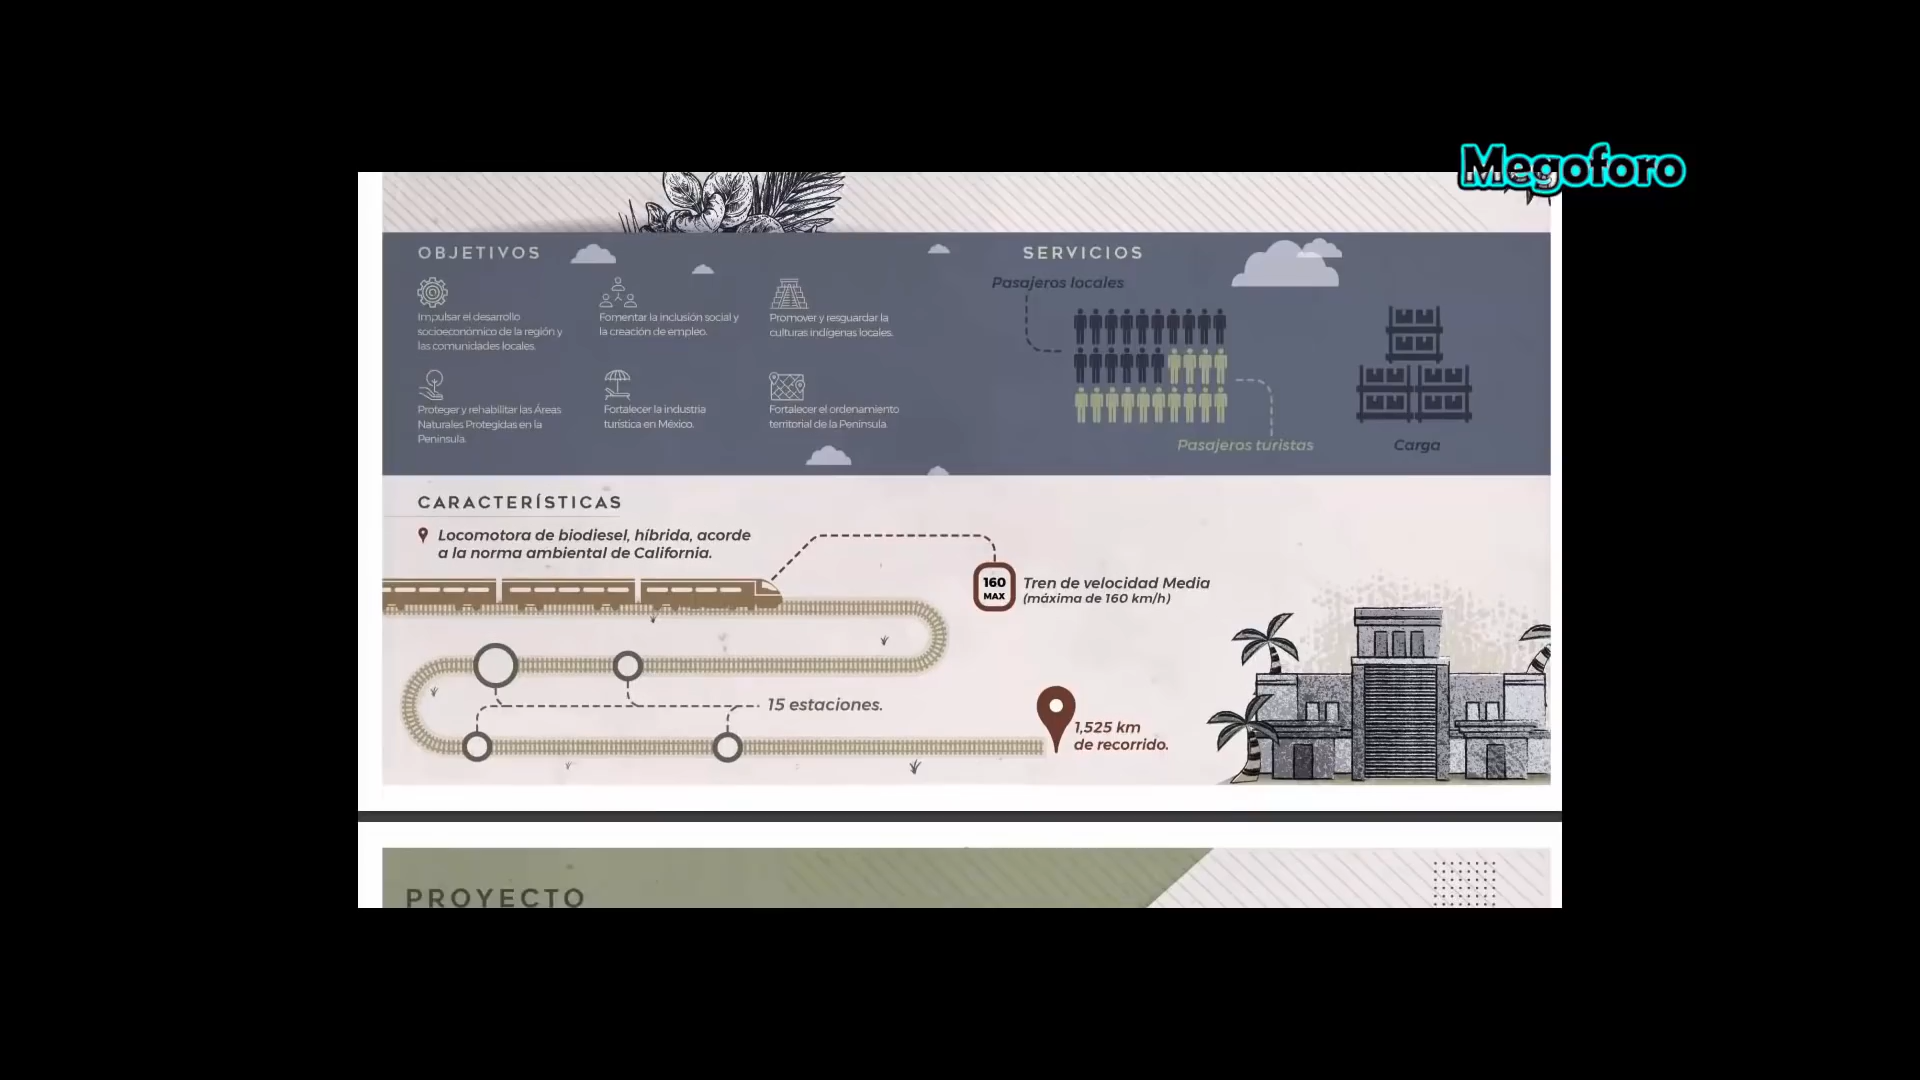 Megoforo
OBJETIVOS
Impulsar el desarrollo
socioeconómico de la región y
las comunidades locales.
Fomentar la inclusión social y
la creación de empleo.
Promover y resguardar la
culturas indígenas locales.
Proteger y rehabilitar las Áreas
Naturales Protegidas en la
Península.
Fortalecer la industria
turística en México.
Fortalecer el ordenamiento
territorial de la Península.
SERVICIOS
Pasajeros locales
Pasajeros turistas
Carga
CARACTERÍSTICAS
Locomotora de biodiesel, híbrida, acorde
a la norma ambiental de California.
160
MAX
Tren de velocidad Media
(máxima de 160 km/h)
15 estaciones.
1,525 km
de recorrido.
PROYECTO